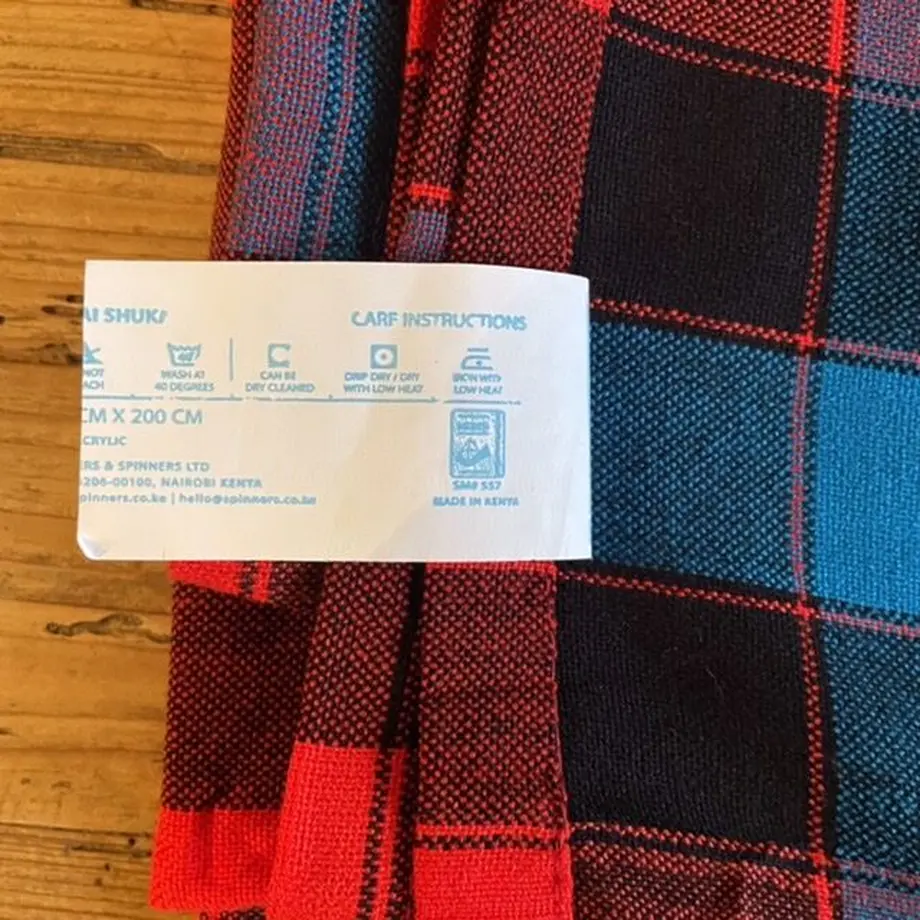 AI SHUKA
CARE INSTRUCTIONS
NOT
ACH
WASH AT
40 DEGREES
CAN BE
DRY CLEANED
DRIP DRY / DRY
WITH LOW HEAT
IRON WITH
LOW HEAT
CM X 200 CM
CRYLIC
ERS & SPINNERS LTD
206-00100, NAIROBI KENYA
pinners.co.ke | hello@spinners.co.ke
SM# 557
MADE IN KENYA